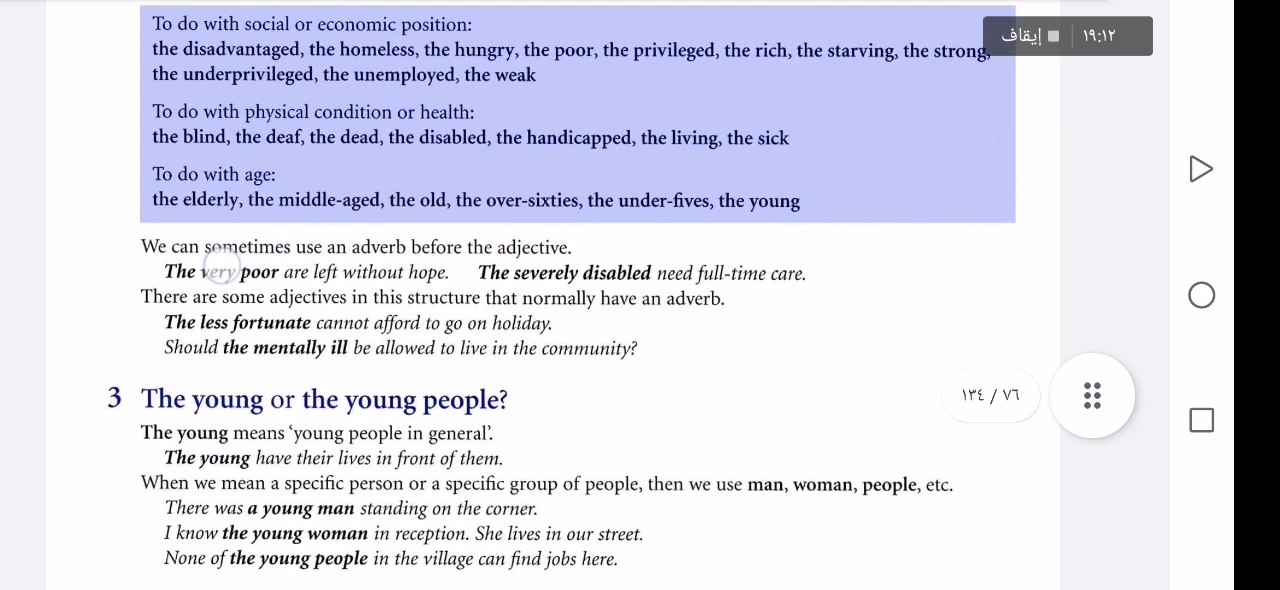 To do with social or economic position:
١٩:١٢ إيقاف
the disadvantaged, the homeless, the hungry, the poor, the privileged, the rich, the starving, the strong,
the underprivileged, the unemployed, the weak
To do with physical condition or health:
the blind, the deaf, the dead, the disabled, the handicapped, the living, the sick
To do with age:
the elderly, the middle-aged, the old, the over-sixties, the under-fives, the young
We can sometimes use an adverb before the adjective.
The very poor are left without hope. The severely disabled need full-time care.
There are some adjectives in this structure that normally have an adverb.
The less fortunate cannot afford to go on holiday.
Should the mentally ill be allowed to live in the community?
3 The young or the young people?
١٣٤ / ٧٦
The young means ‘young people in general’.
The young have their lives in front of them.
When we mean a specific person or a specific group of people, then we use man, woman, people, etc.
There was a young man standing on the corner.
I know the young woman in reception. She lives in our street.
None of the young people in the village can find jobs here.